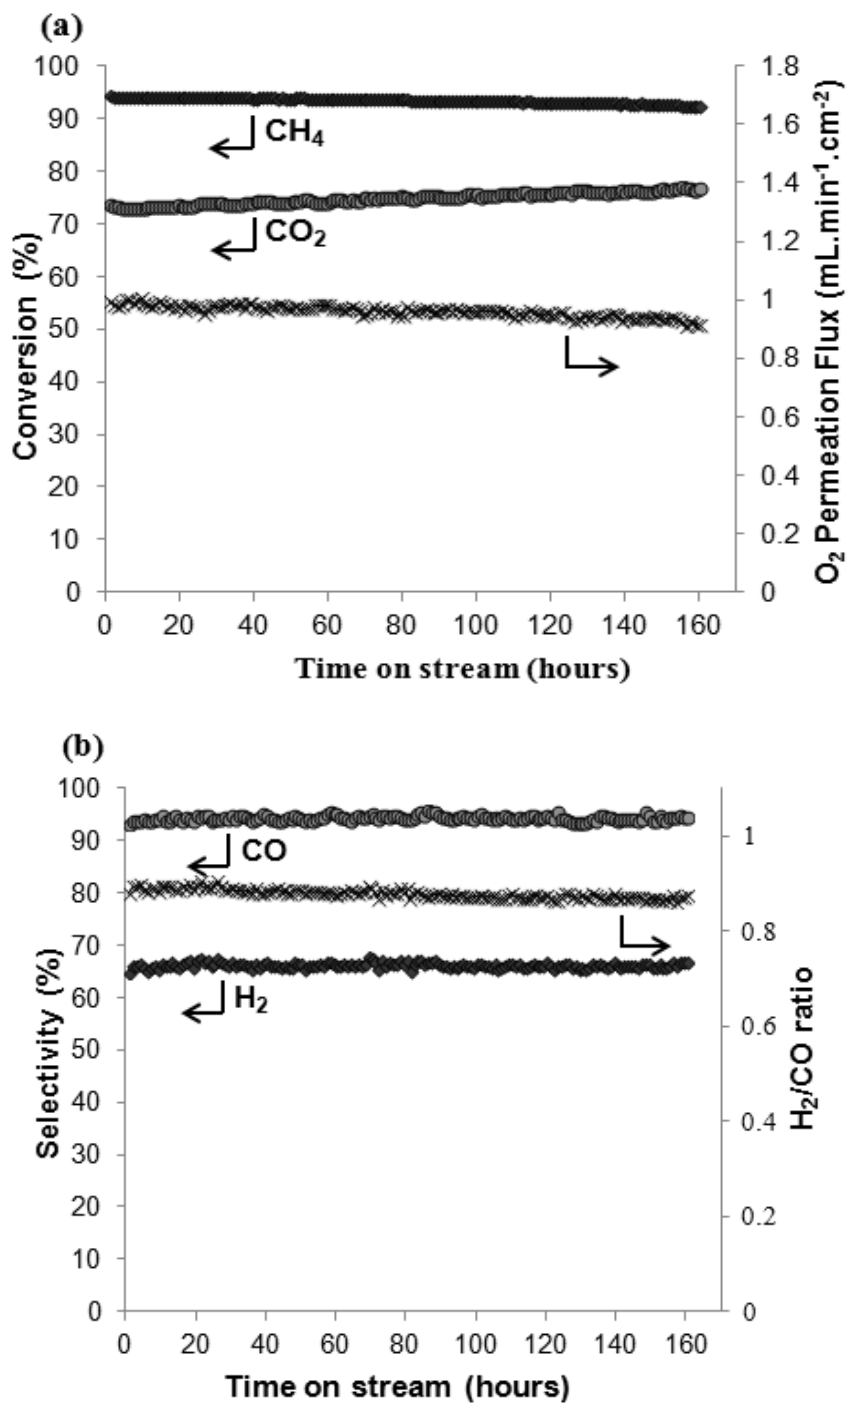 (a)
100
90
80
70
60
50
40
30
20
10
0
Conversion (%)
CH4
CO2
1.8
1.6
1.4
1.2
1
0.8
0.6
0.4
0.2
0
O2 Permeation Flux (mL.min-1.cm-2)
0 20 40 60 80 100 120 140 160
Time on stream (hours)
(b)
100
90
80
70
60
50
40
30
20
10
0
Selectivity (%)
CO
H2
1
0.8
0.6
0.4
0.2
0
H2/CO ratio
0 20 40 60 80 100 120 140 160
Time on stream (hours)